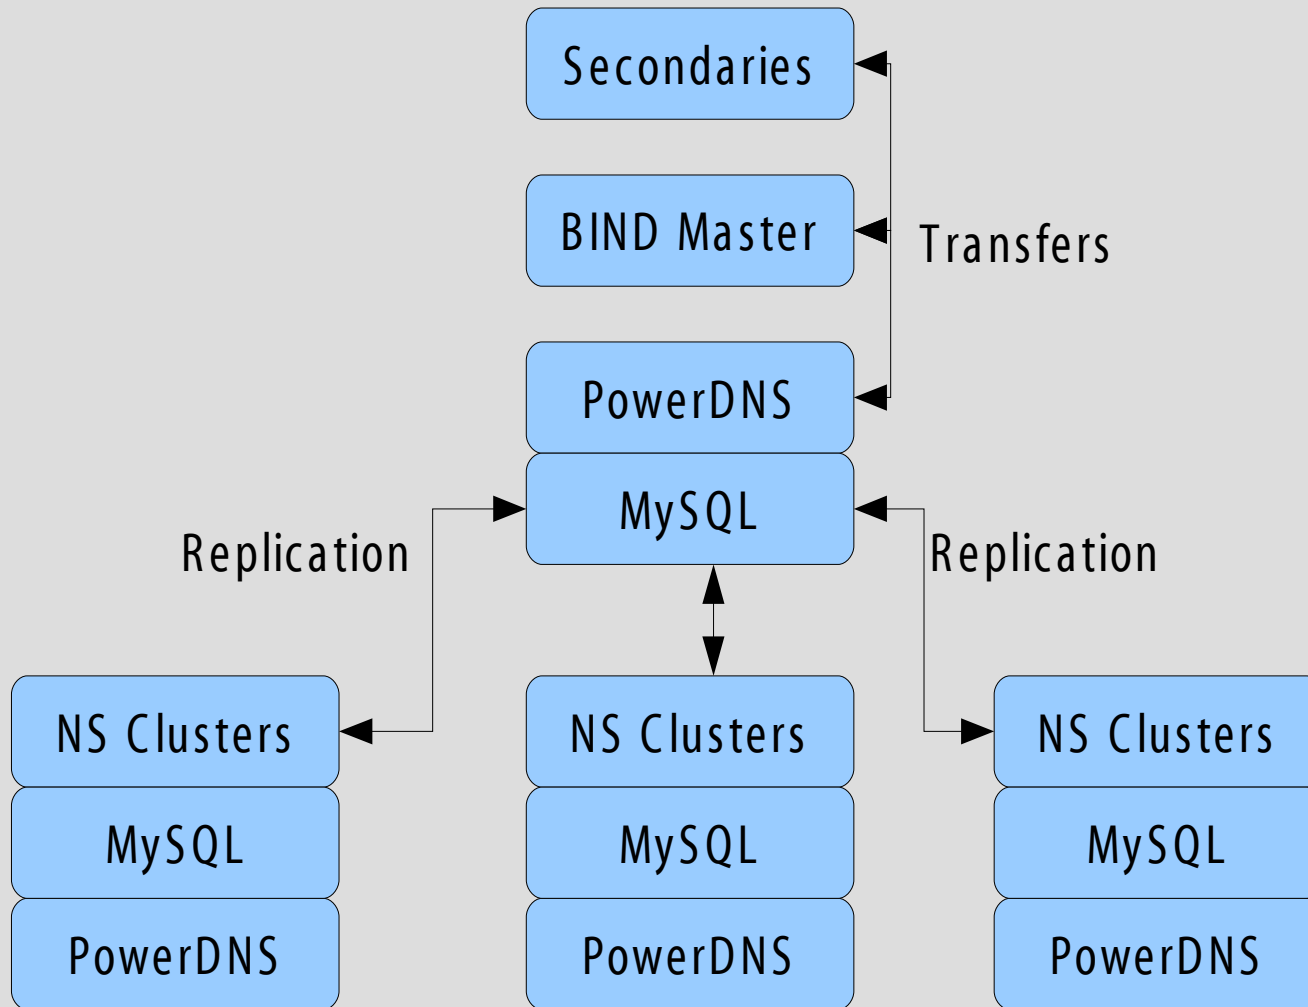 Secondaries
BIND Master
Transfers
PowerDNS
MySQL
Replication
Replication
NS Clusters
NS Clusters
NS Clusters
MySQL
MySQL
MySQL
PowerDNS
PowerDNS
PowerDNS